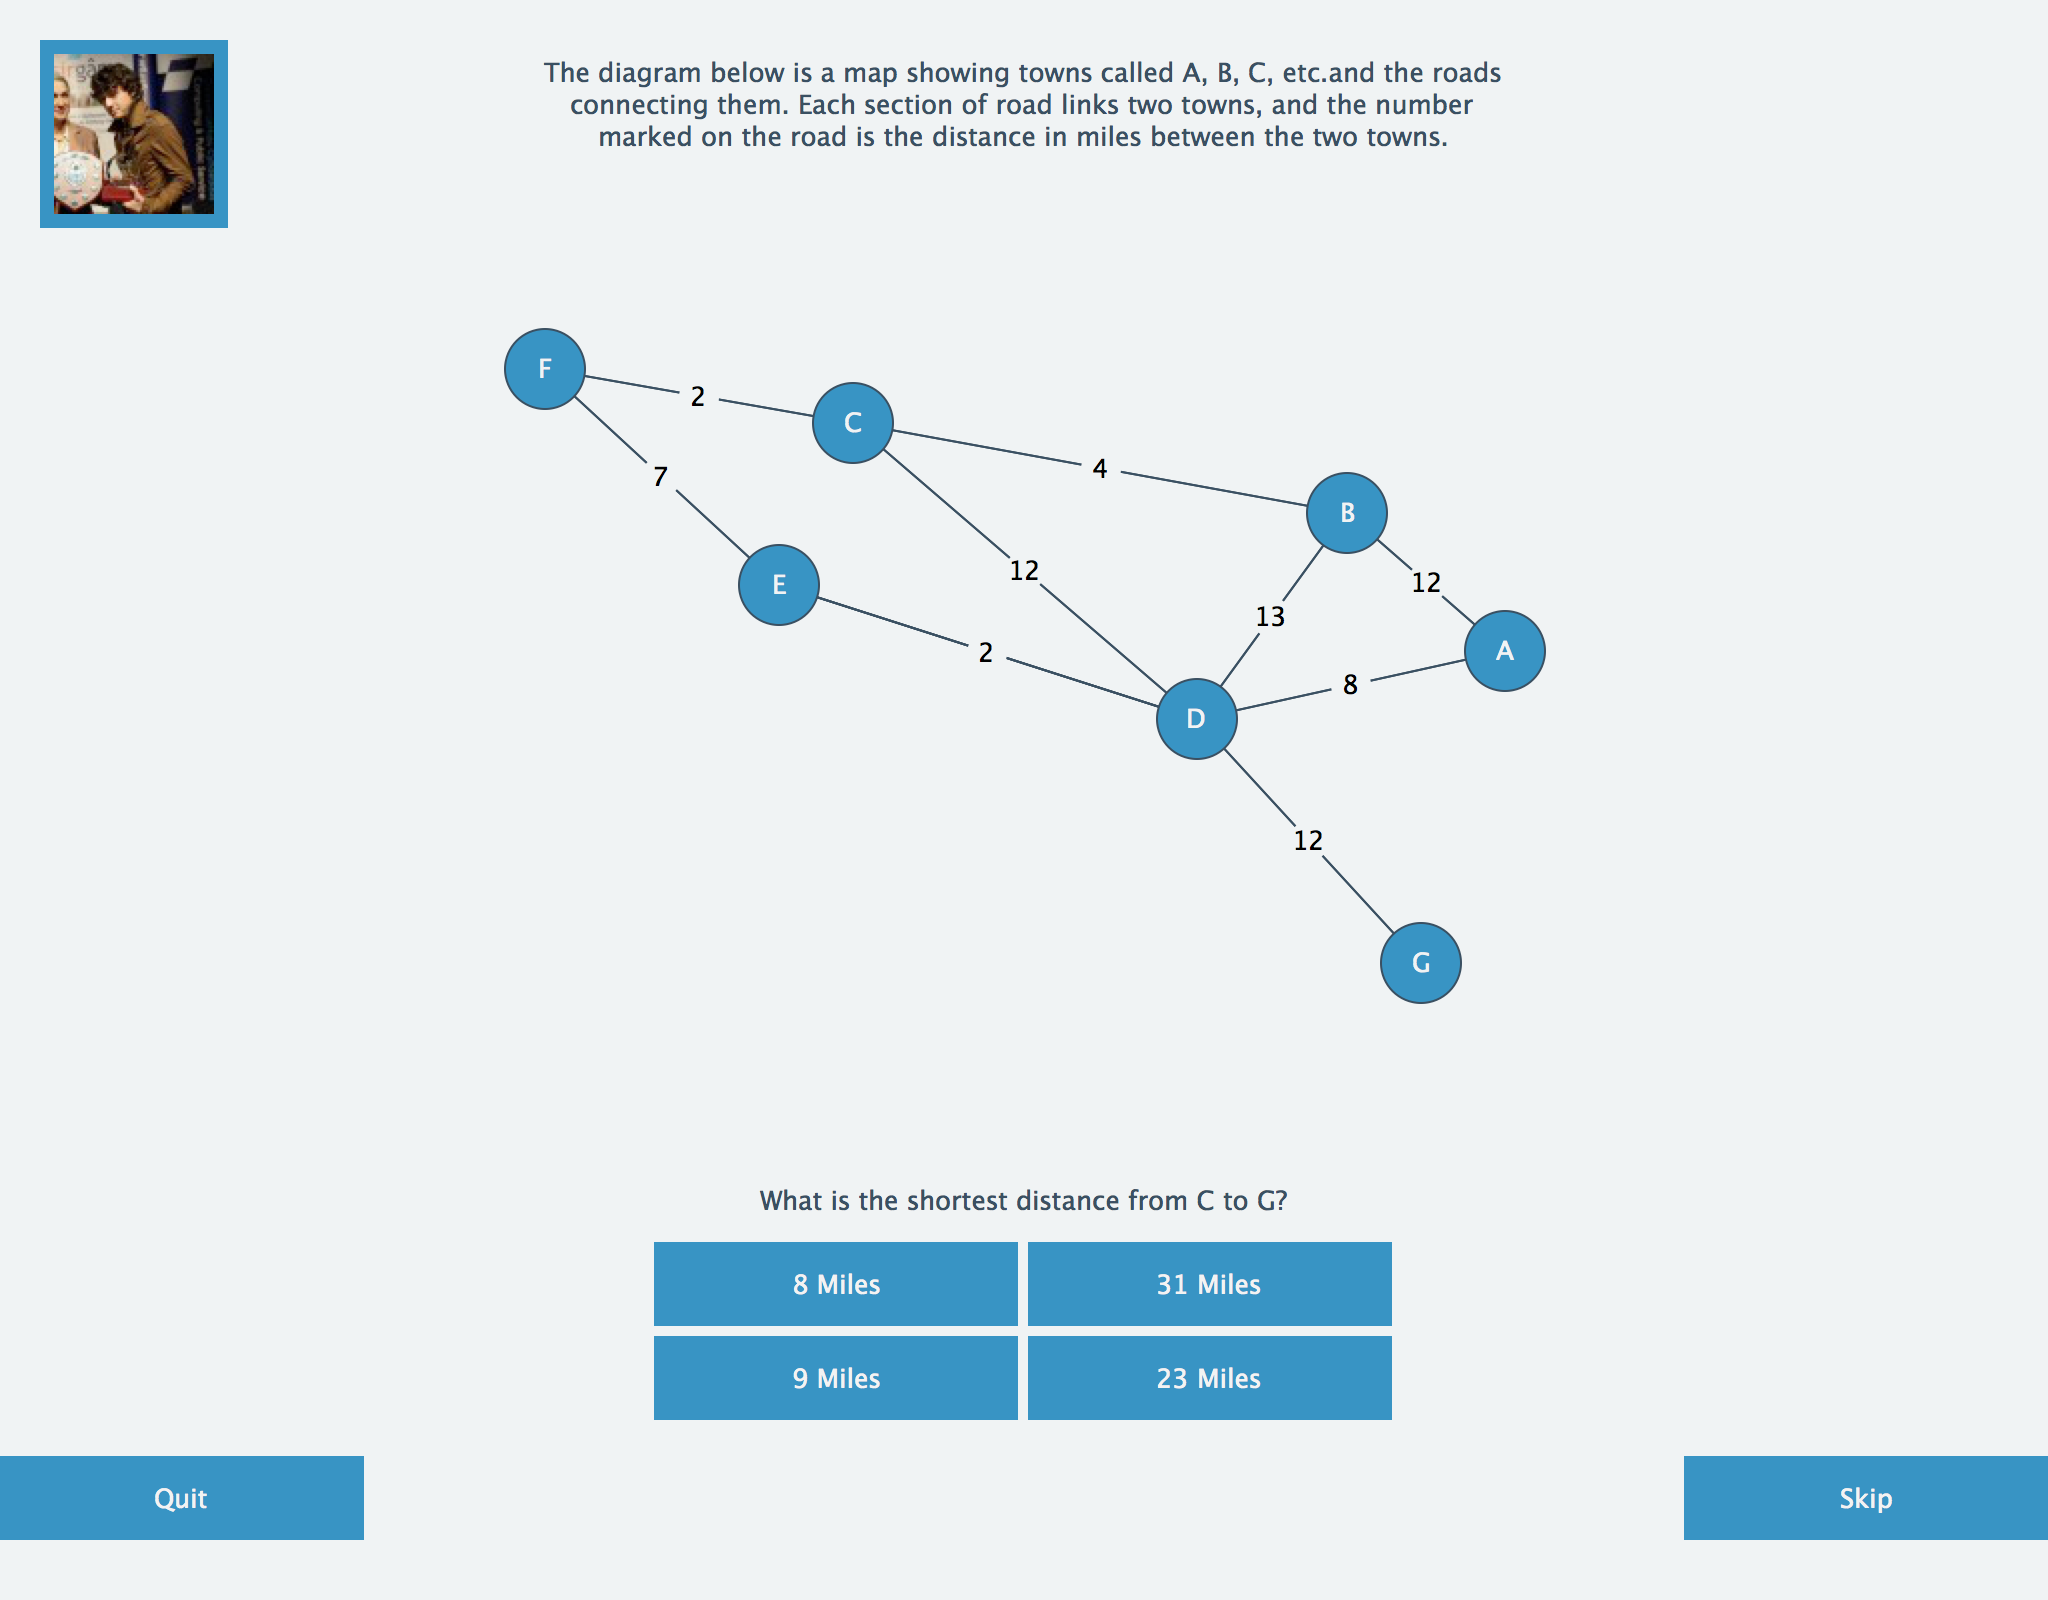 The diagram below is a map showing towns called A, B, C, etc.and the roads
connecting them. Each section of road links two towns, and the number
marked on the road is the distance in miles between the two towns.
F
2
C
4
7
B
12
12
E
13
2
A
8
D
12
G
What is the shortest distance from C to G?
8 Miles
31 Miles
9 Miles
23 Miles
Quit
Skip